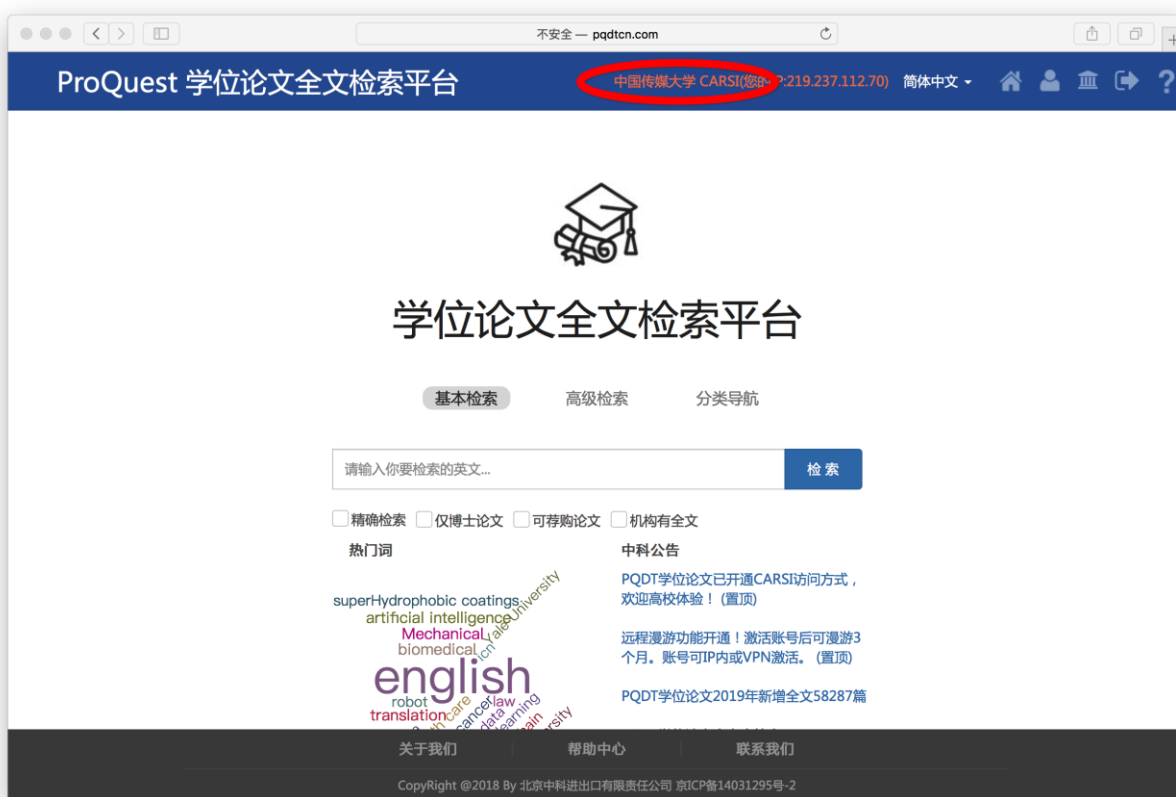 不安全 — pqdtcn.com
ProQuest 学位论文全文检索平台
中国传媒大学 CARSI(您的IP:219.237.112.70) 简体中文
?
学位论文全文检索平台
基本检索 高级检索 分类导航
请输入你要检索的英文...
检 索
精确检索 仅博士论文 可荐购论文 机构有全文
热门词
superHydrophobic coatings
University
artificial intelligence
Mechanical
Yale
icn
biomedical
english
robot
care
cancer
law
translation
data
learning
中科公告
PQDT学位论文已开通CARSI访问方式，
欢迎高校体验！ (置顶)
远程漫游功能开通！激活账号后可漫游3
个月。账号可IP内或VPN激活。 (置顶)
PQDT学位论文2019年新增全文58287篇
关于我们 帮助中心 联系我们
CopyRight @2018 By 北京中科进出口有限责任公司 京ICP备14031295号-2